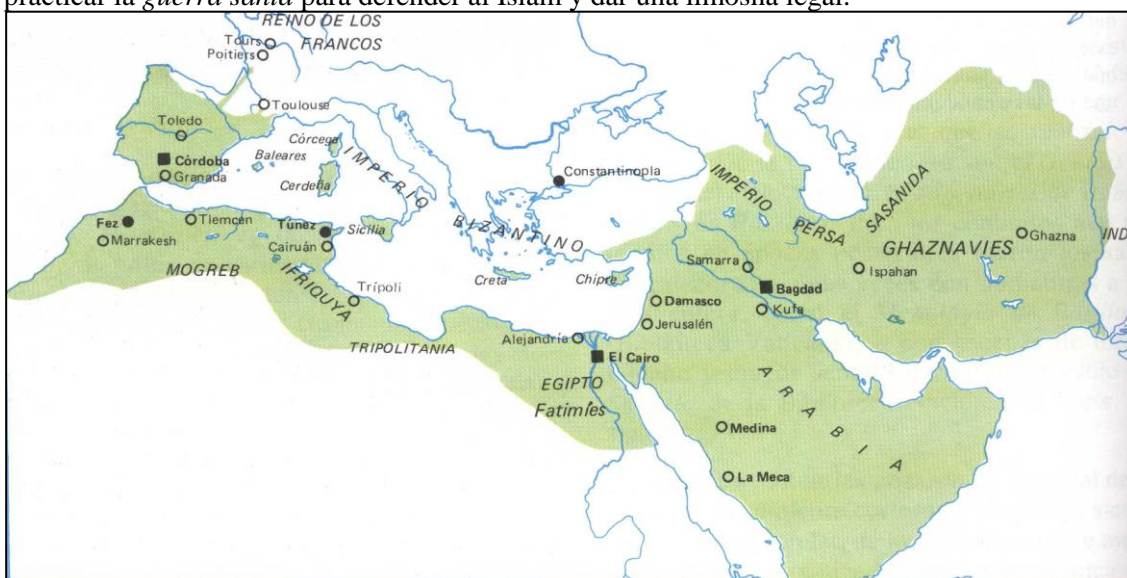 practicar la guerra santa para defender al Islam y dar una limosna legal.
REINO DE LOS
FRANCOS
Tours
Poitiers
Toulouse
Toledo
Córdoba
Granada
Baleares
Córcega
Cerdeña
IMPERIO
BIZANTINO
Constantinopla
Fez
Marrakesh
Tlemcen
Túnez
Cairuán
Sicilia
MOGREB
IFRIQUYA
Trípoli
TRIPOLITANIA
Creta
Chipre
Alejandría
El Cairo
EGIPTO
Fatimíes
Damasco
Jerusalén
IMPERIO
PERSA
SASANIDA
GHAZNAVIES
Ghazna
IND
Samarra
Ispahan
Bagdad
Kufa
ARABIA
Medina
La Meca